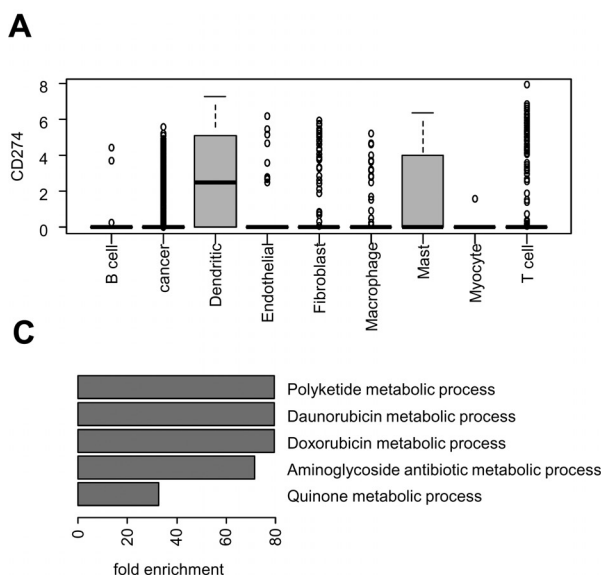 A
CD274
8
6
4
2
0
B cell
cancer
Dendritic
Endothelial
Fibroblast
Macrophage
Mast
Myocyte
T cell
C
Polyketide metabolic process
Daunorubicin metabolic process
Doxorubicin metabolic process
Aminoglycoside antibiotic metabolic process
Quinone metabolic process
0 20 40 60 80
fold enrichment